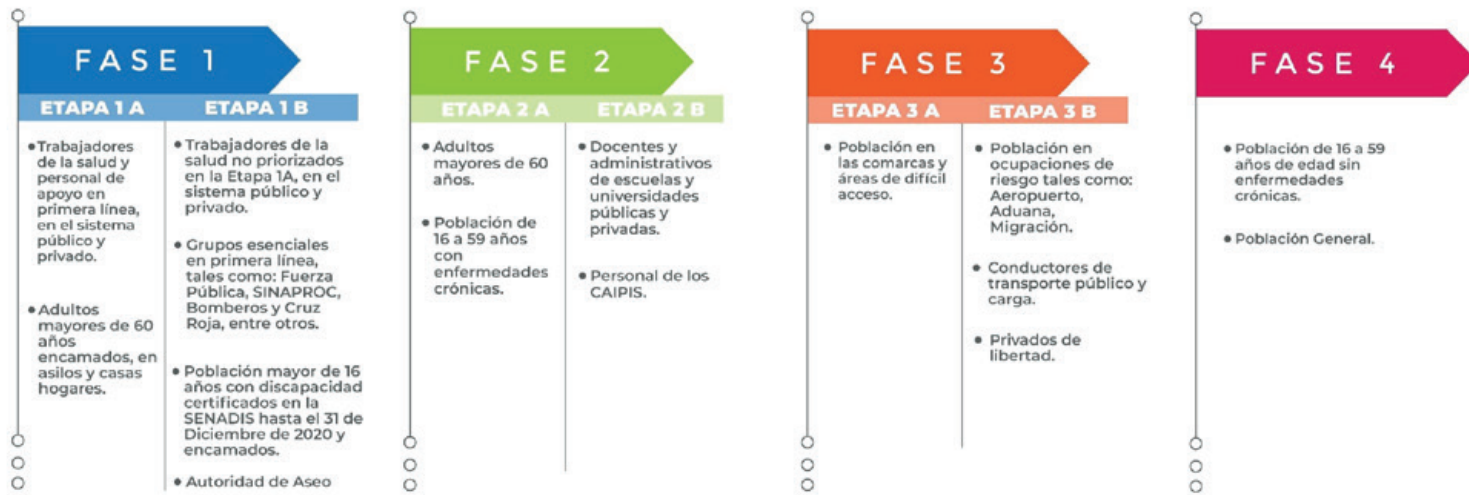 FASE 1
ETAPA 1 A
• Trabajadores
de la salud y
personal de
apoyo en
primera línea,
en el sistema
público y
privado.
• Adultos
mayores de 60
años
encamados, en
asilos y casas
hogares.
ETAPA 1 B
• Trabajadores de la
salud no priorizados
en la Etapa 1A, en el
sistema público y
privado.
• Grupos esenciales
en primera línea,
tales como: Fuerza
Pública, SINAPROC,
Bomberos y Cruz
Roja, entre otros.
• Población mayor de 16
años con discapacidad
certificados en la
SENADIS hasta el 31 de
Diciembre de 2020 y
encamados.
• Autoridad de Aseo
FASE 2
ETAPA 2 A
• Adultos
mayores de 60
años.
• Población de
16 a 59 años
con
enfermedades
crónicas.
ETAPA 2 B
• Docentes y
administrativos
de escuelas y
universidades
públicas y
privadas.
• Personal de los
CAIPIS.
FASE 3
ETAPA 3 A
• Población en
las comarcas y
áreas de difícil
acceso.
ETAPA 3 B
• Población en
ocupaciones de
riesgo tales como:
Aeropuerto,
Aduana,
Migración.
• Conductores de
transporte público y
carga.
• Privados de
libertad.
FASE 4
• Población de 16 a 59
años de edad sin
enfermedades
crónicas.
• Población General.